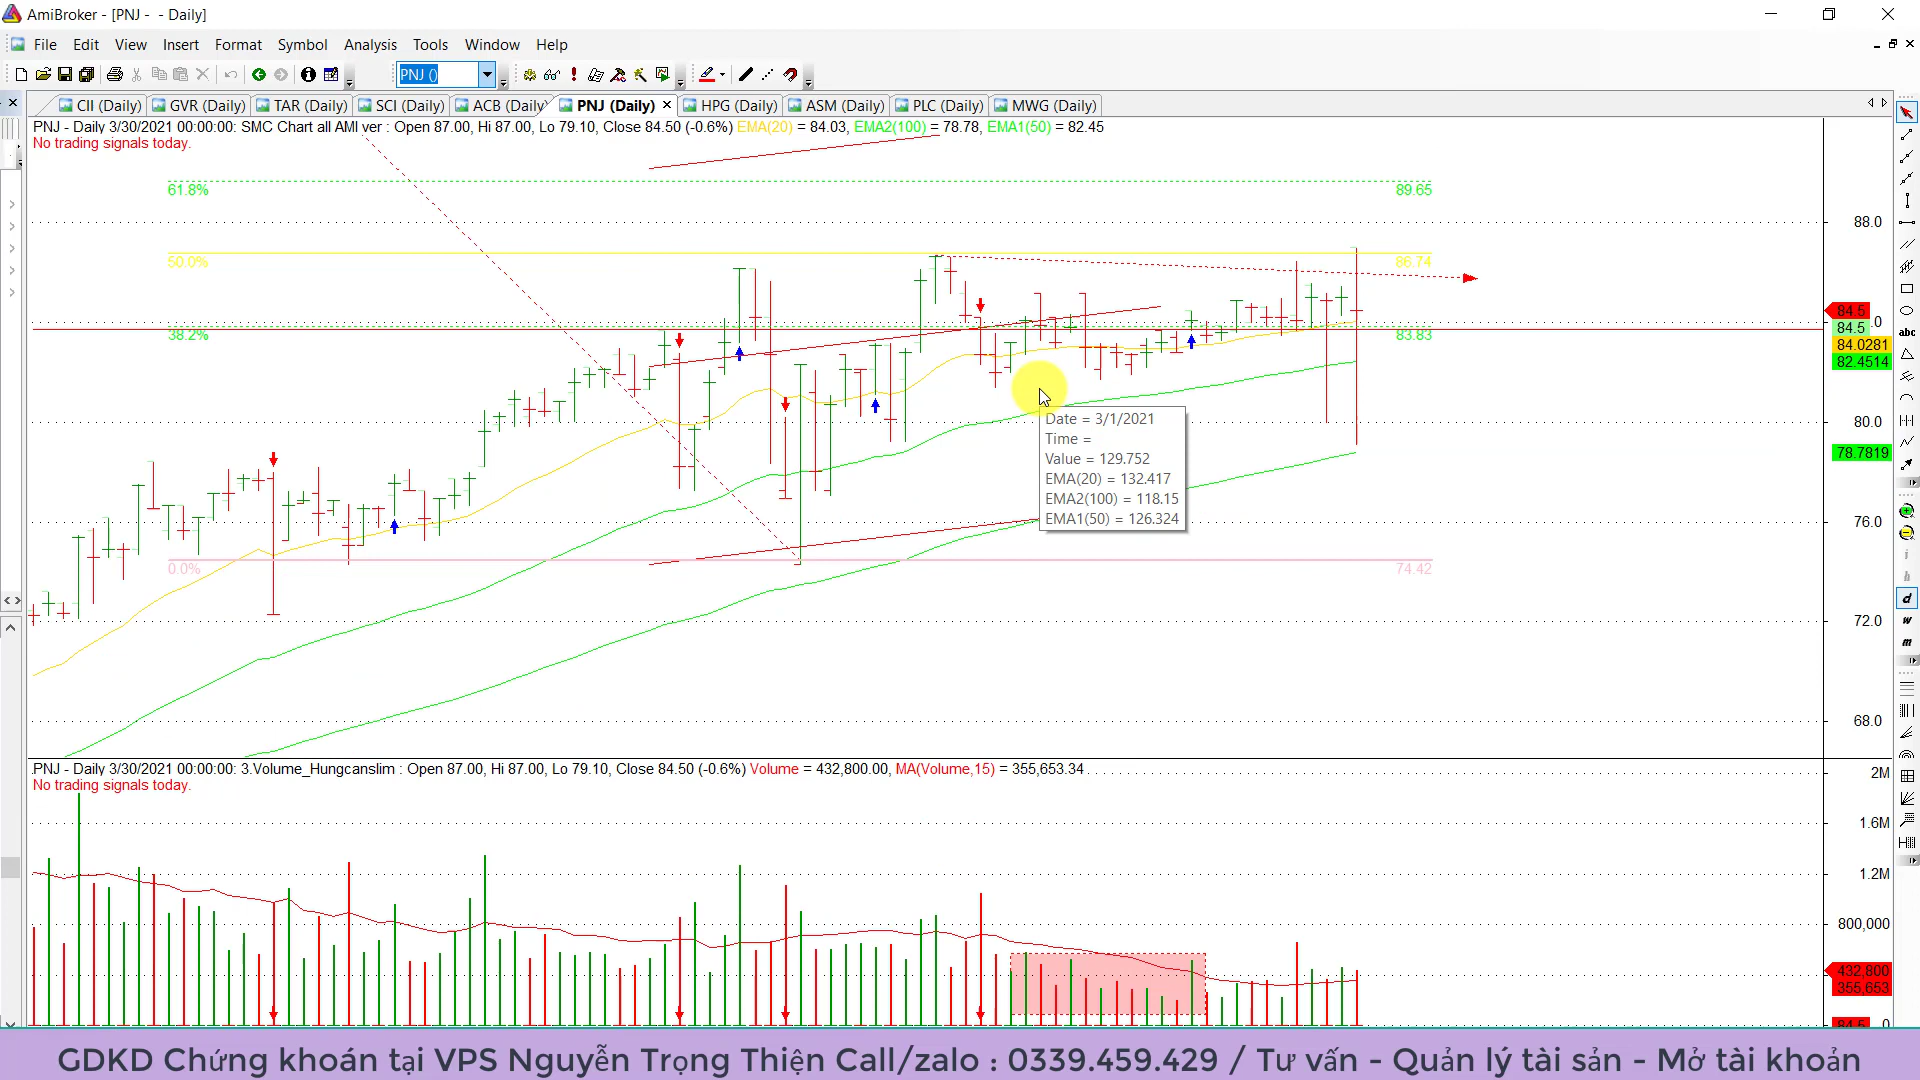 AmiBroker - [PNJ - - Daily]
File Edit View Insert Format Symbol Analysis Tools Window Help
PNJ ()
CII (Daily) GVR (Daily) TAR (Daily) SCI (Daily) ACB (Daily) PNJ (Daily) HPG (Daily) ASM (Daily) PLC (Daily) MWG (Daily)
PNJ - Daily 3/30/2021 00:00:00: SMC Chart all AMI ver : Open 87.00, Hi 87.00, Lo 79.10, Close 84.50 (-0.6%) EMA(20) = 84.03, EMA2(100) = 78.78, EMA1(50) = 82.45
No trading signals today.
61.8% 89.65
88.0
50.0% 86.74
84.5
0
84.5
38.2% 83.83
84.0281
82.4514
80.0
78.7819
Date = 3/1/2021
Time =
Value = 129.752
EMA(20) = 132.417
EMA2(100) = 118.15
EMA1(50) = 126.324
76.0
0.0% 74.42
72.0
68.0
abc
i
h
d
w
m
PNJ - Daily 3/30/2021 00:00:00: 3.Volume_Hungcanslim : Open 87.00, Hi 87.00, Lo 79.10, Close 84.50 (-0.6%) Volume = 432,800.00, MA(Volume,15) = 355,653.34
No trading signals today.
2M
1.6M
1.2M
800,000
432,800
355,653
84.5 0
GDKD Chứng khoán tại VPS Nguyễn Trọng Thiện Call/zalo : 0339.459.429 / Tư vấn - Quản lý tài sản - Mở tài khoản